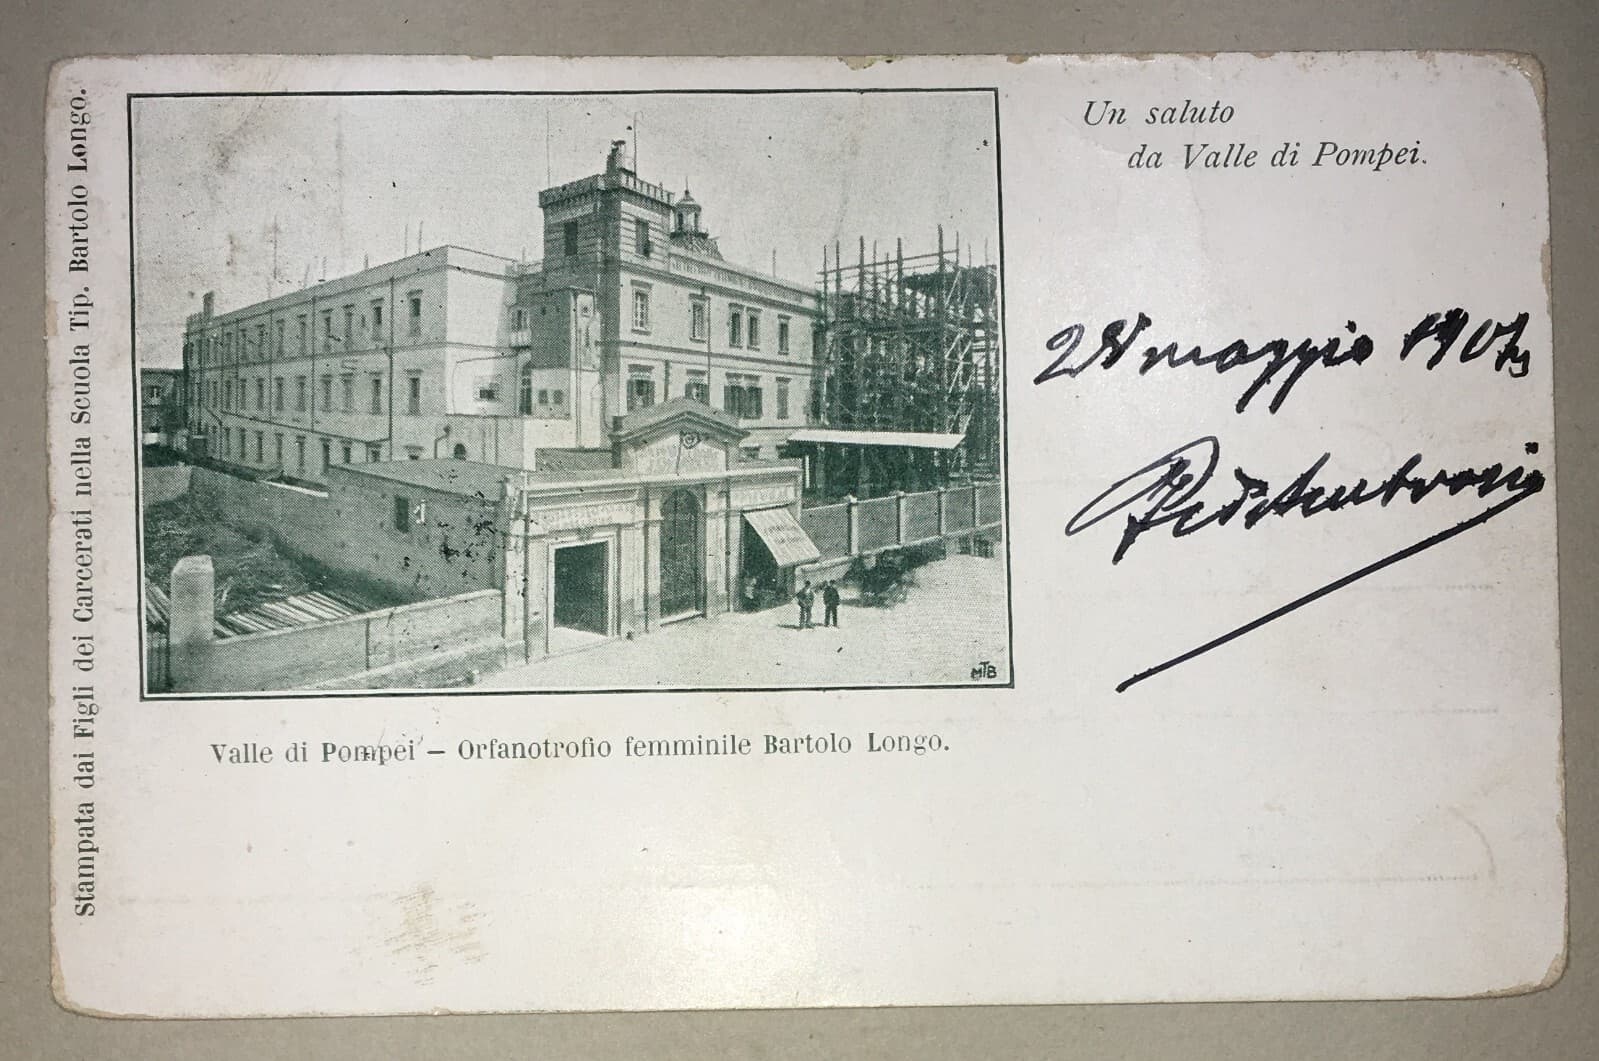 Stampata dai Figli dei Carcerati nella Scuola Tip. Bartolo Longo.
Un saluto
da Valle di Pompei.
maggio
MTB
Valle di Pompei — Orfanotrofio femminile Bartolo Longo.